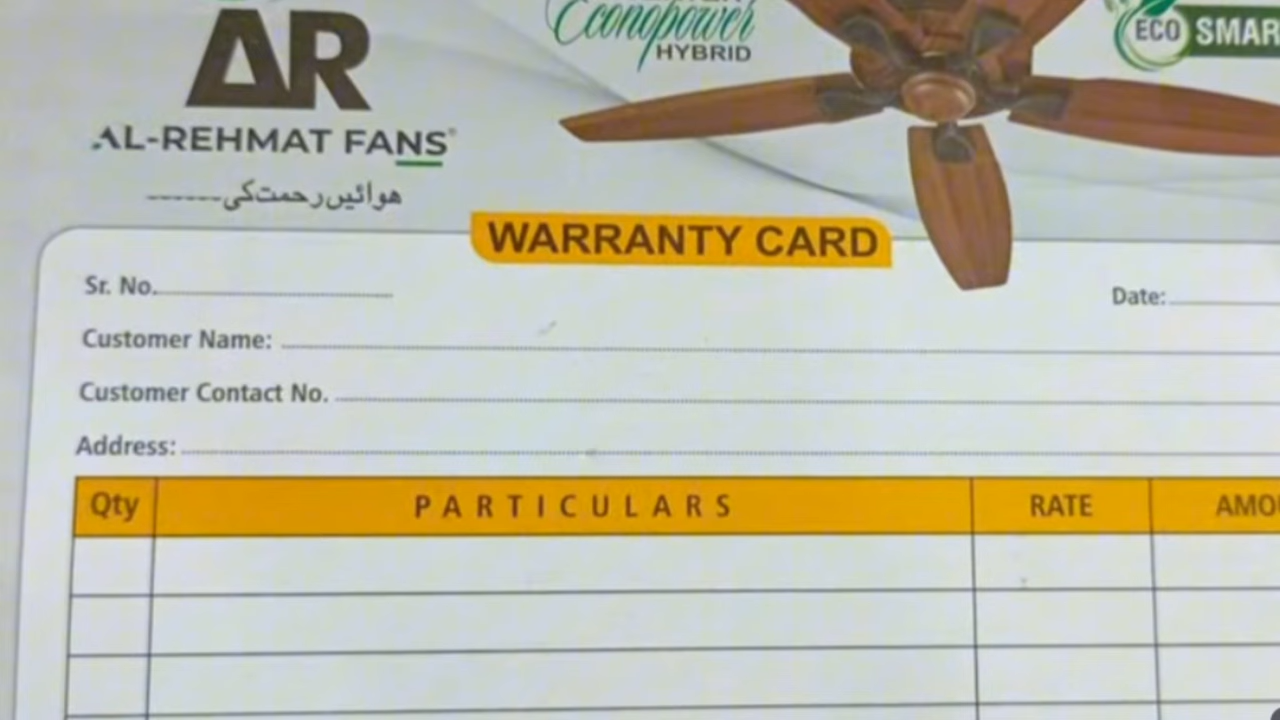 AR
AL-REHMAT FANS®
ھوائیں رحمت کی------
Econopower
HYBRID
ECO SMAR
WARRANTY CARD
Sr. No.
Date:
Customer Name:
Customer Contact No.
Address:
Qty PARTICULARS RATE AMO